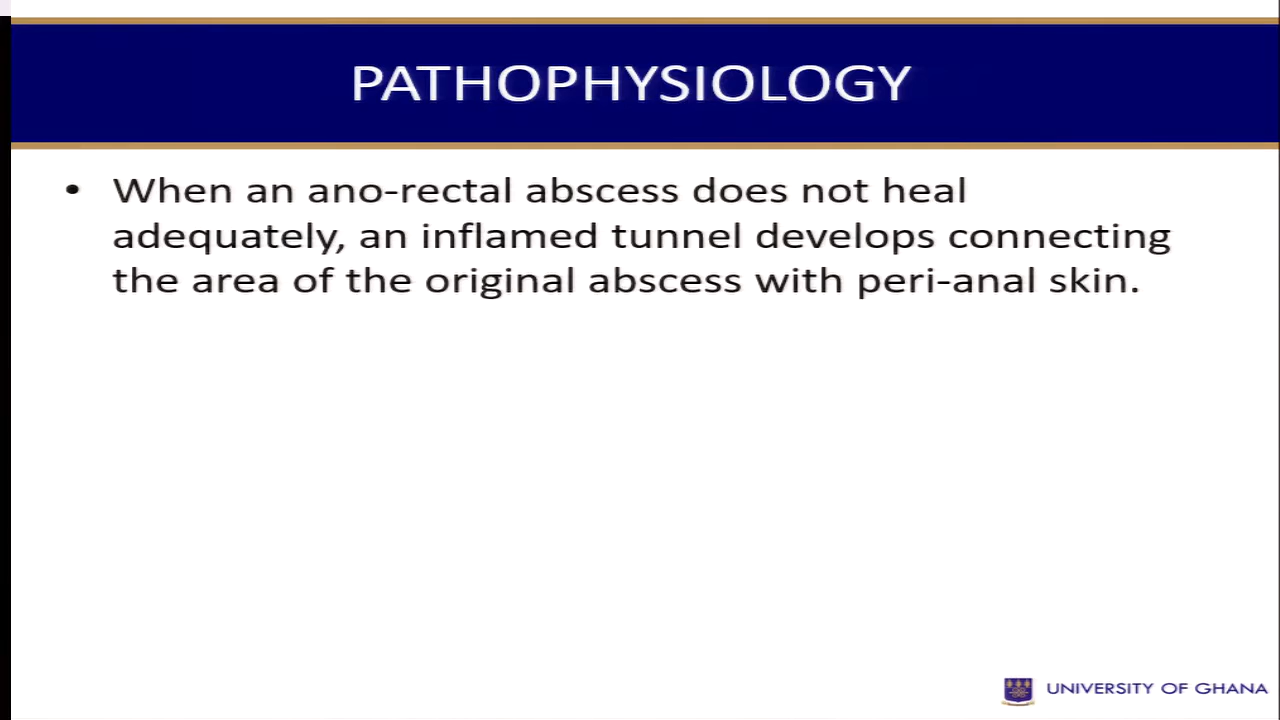 PATHOPHYSIOLOGY
• When an ano-rectal abscess does not heal
adequately, an inflamed tunnel develops connecting
the area of the original abscess with peri-anal skin.
UNIVERSITY OF GHANA